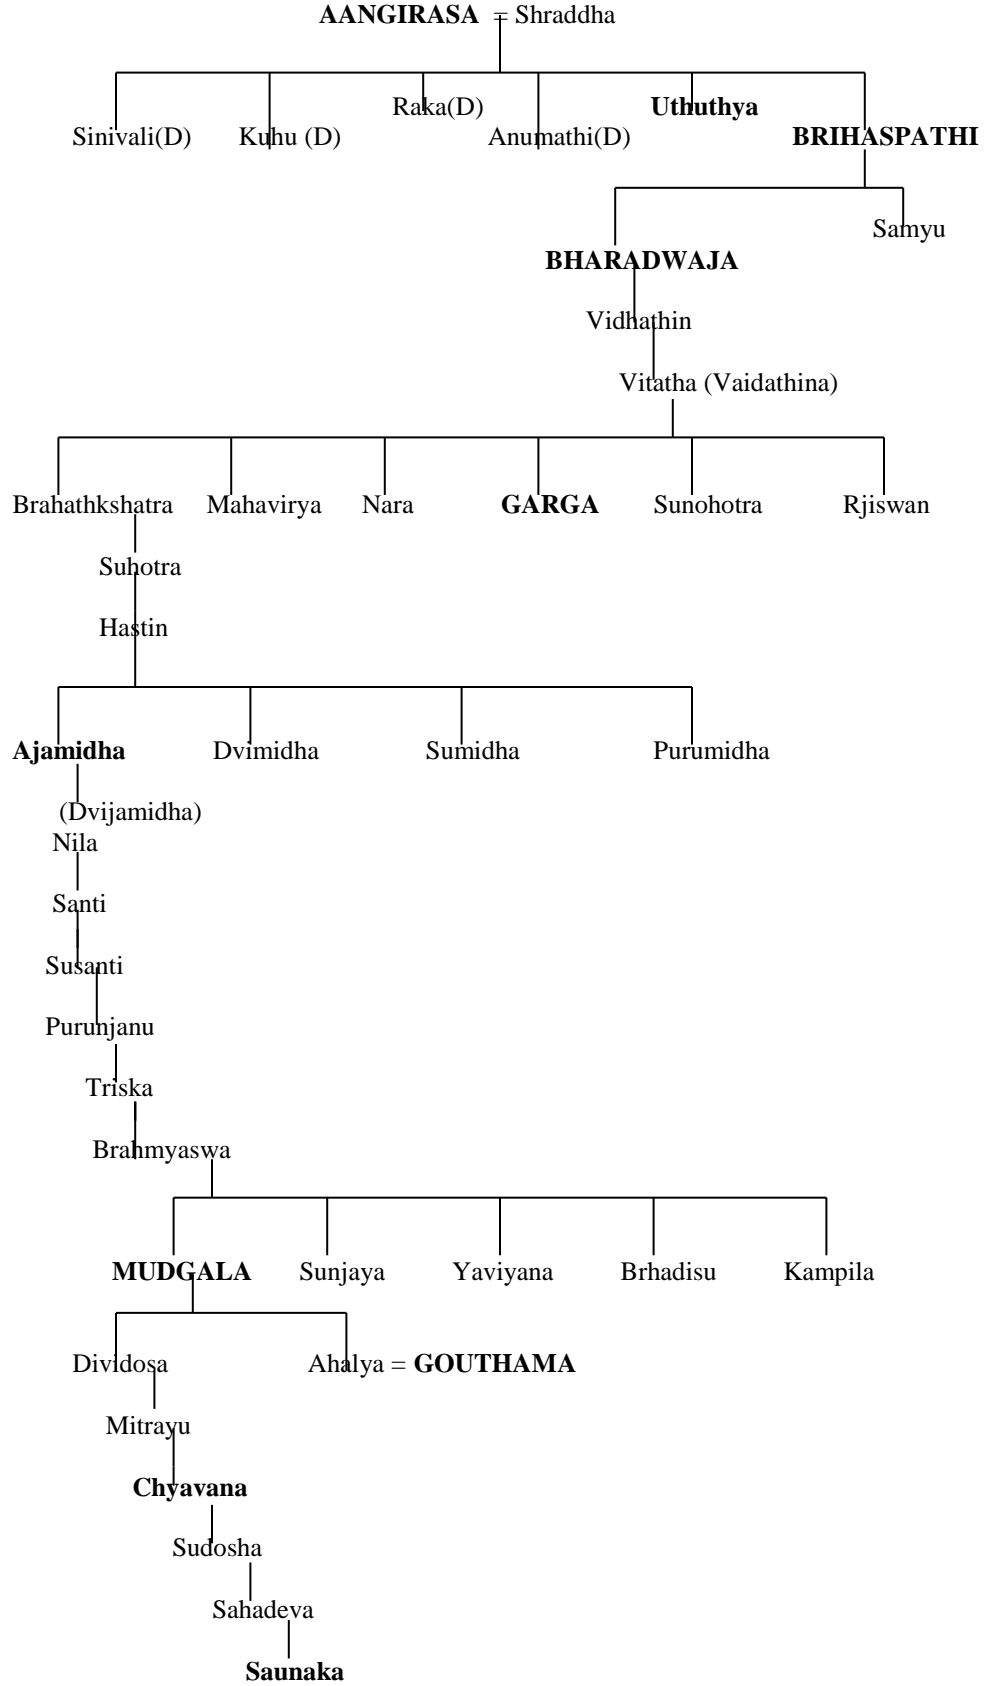 AANGIRASA = Shraddha
Raka(D) Uthuthya
Sinivali(D) Kuhu (D) Anumathi(D) BRIHASPATHI
Samyu
BHARADWAJA
Vidhathin
Vitatha (Vaidathina)
Brahathkshatra Mahavirya Nara GARGA Sunohotra Rjiswan
Suhotra
Hastin
Ajamidha Dvimidha Sumidha Purumidha
(Dvijamidha)
Nila
Santi
Susanti
Purunjanu
Triska
Brahmyaswa
MUDGALA Sunjaya Yaviyana Brhadisu Kampila
Dividosa Ahalya = GOUTHAMA
Mitrayu
Chyavana
Sudosha
Sahadeva
Saunaka